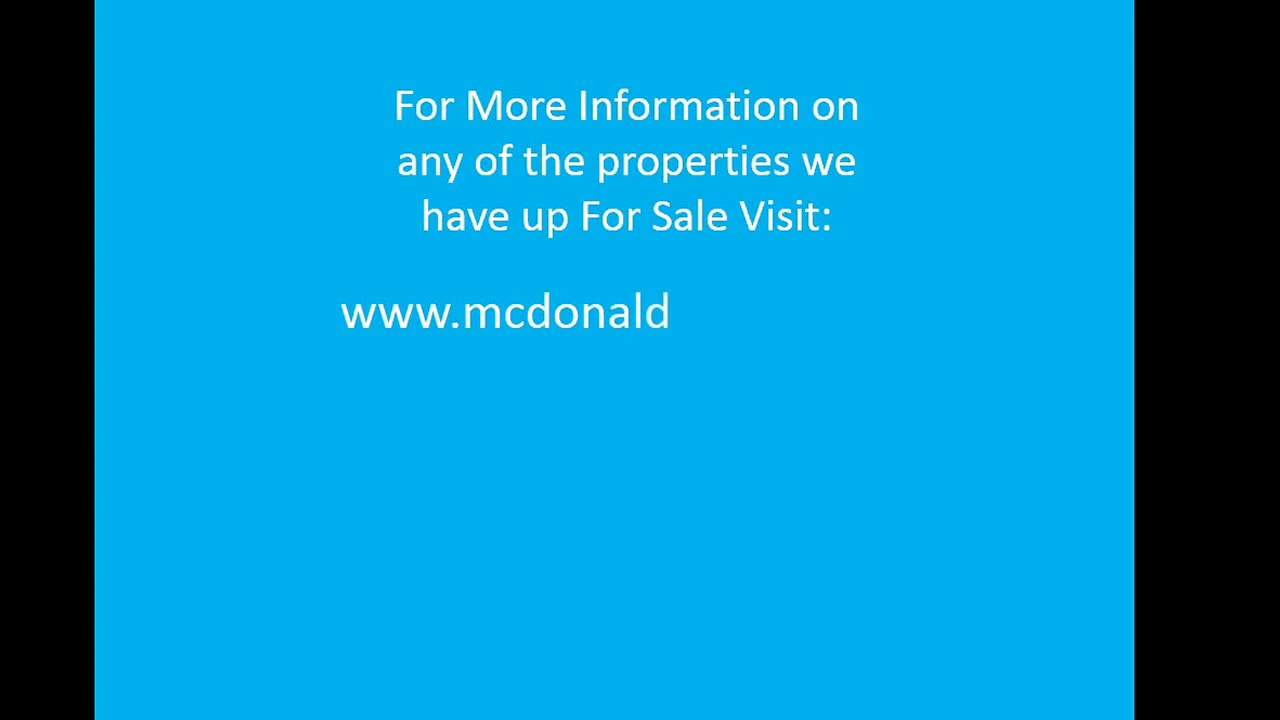 For More Information on
any of the properties we
have up For Sale Visit:
www.mcdonald